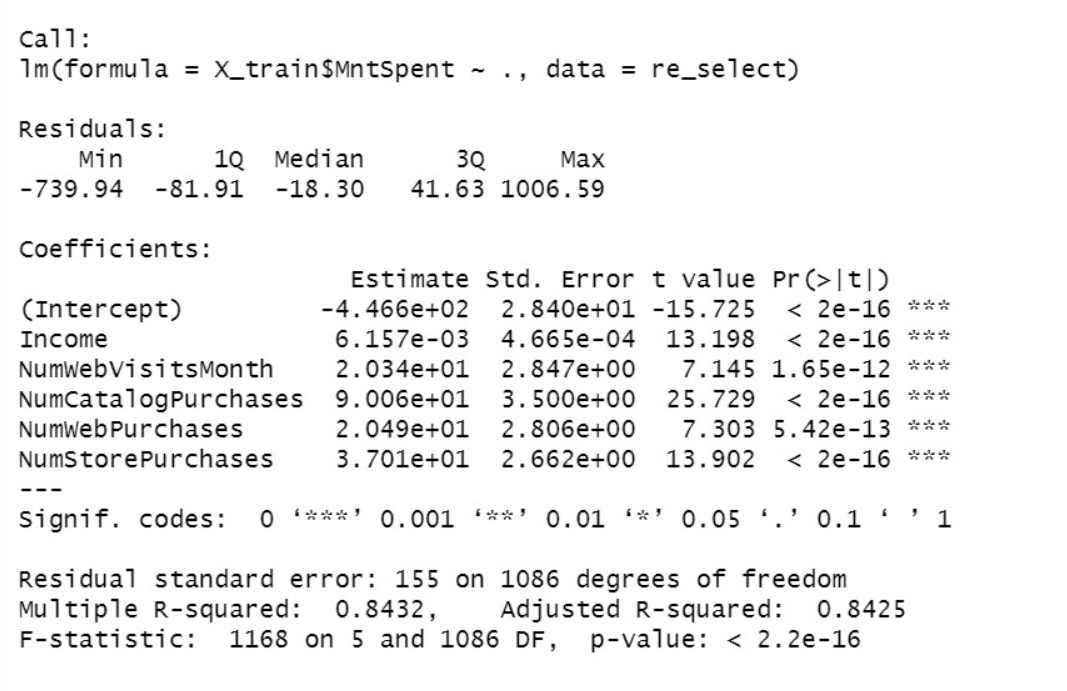 Call:
lm(formula = X_train$MntSpent ~ ., data = re_select)
Residuals:
Min 1Q Median 3Q Max
-739.94 -81.91 -18.30 41.63 1006.59
Coefficients:
Estimate Std. Error t value Pr(>|t|)
(Intercept) -4.466e+02 2.840e+01 -15.725 < 2e-16 ***
Income 6.157e-03 4.665e-04 13.198 < 2e-16 ***
NumWebVisitsMonth 2.034e+01 2.847e+00 7.145 1.65e-12 ***
NumCatalogPurchases 9.006e+01 3.500e+00 25.729 < 2e-16 ***
NumWebPurchases 2.049e+01 2.806e+00 7.303 5.42e-13 ***
NumStorePurchases 3.701e+01 2.662e+00 13.902 < 2e-16 ***
---
Signif. codes: 0 ‘***’ 0.001 ‘**’ 0.01 ‘*’ 0.05 ‘.’ 0.1 ‘ ’ 1
Residual standard error: 155 on 1086 degrees of freedom
Multiple R-squared: 0.8432, Adjusted R-squared: 0.8425
F-statistic: 1168 on 5 and 1086 DF, p-value: < 2.2e-16